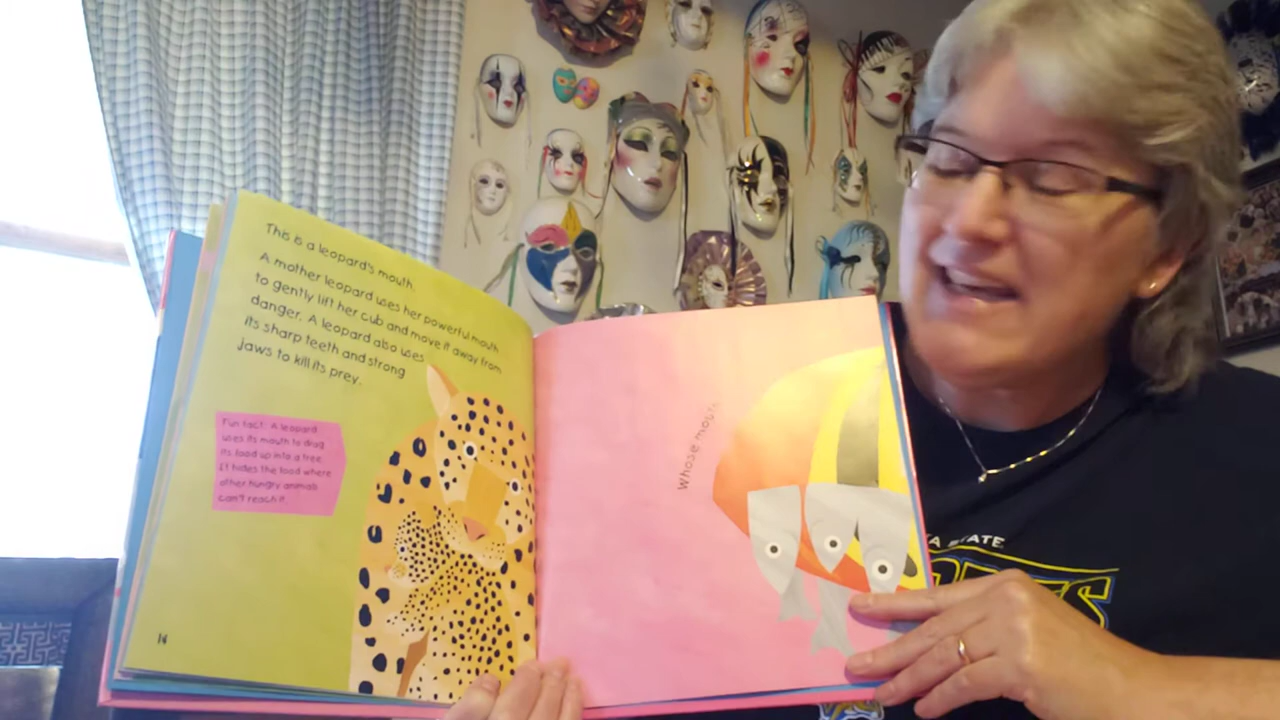 This is a leopard's mouth.
A mother leopard uses her powerful mouth
to gently lift her cub and move it away from
danger. A leopard also uses
its sharp teeth and strong
jaws to kill its prey.
Fun fact: A leopard
uses its mouth to drag
its food up into a tree.
It hides the food where
other hungry animals
can't reach it.
14
Whose mouth
STATE